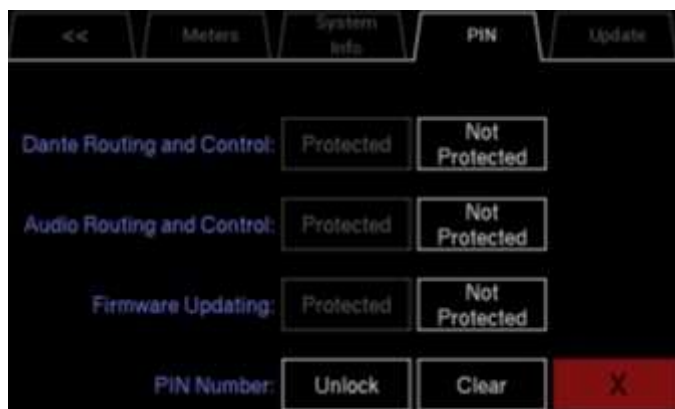 << Meters System Info PIN Update
Dante Routing and Control: Protected Not Protected
Audio Routing and Control: Protected Not Protected
Firmware Updating: Protected Not Protected
PIN Number: Unlock Clear X